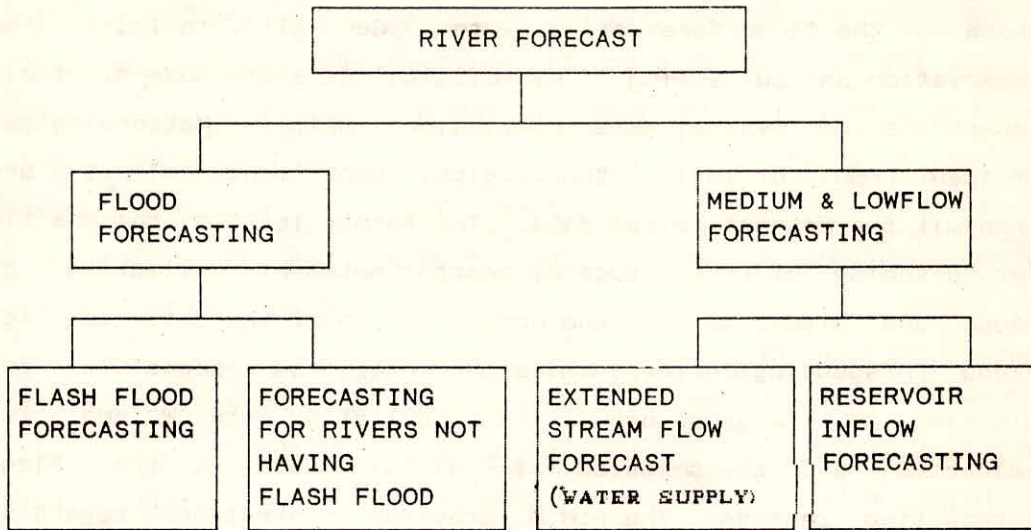 RIVER FORECAST
FLOOD
FORECASTING
MEDIUM & LOWFLOW
FORECASTING
FLASH FLOOD
FORECASTING
FORECASTING
FOR RIVERS NOT
HAVING
FLASH FLOOD
EXTENDED
STREAM FLOW
FORECAST
(WATER SUPPLY)
RESERVOIR
INFLOW
FORECASTING